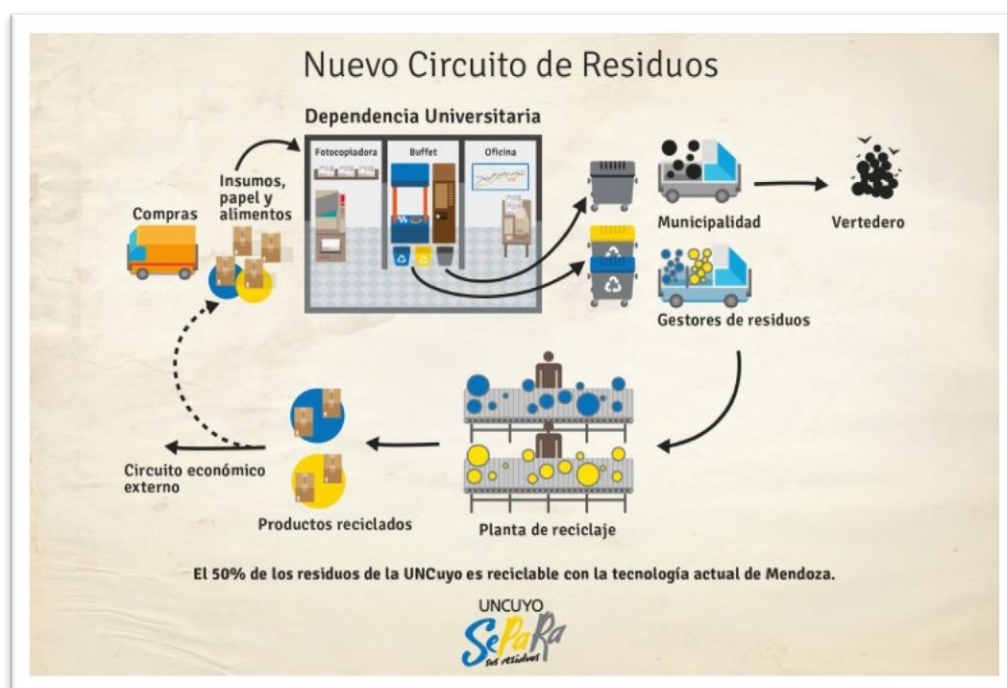 Nuevo Circuito de Residuos
Dependencia Universitaria
Fotocopiadora
Buffet
Oficina
Insumos,
papel y
alimentos
Compras
Municipalidad
Vertedero
Gestores de residuos
Circuito económico
externo
Productos reciclados
Planta de reciclaje
El 50% de los residuos de la UNCuyo es reciclable con la tecnología actual de Mendoza.
UNCUYO
SePaRa
sus residuos